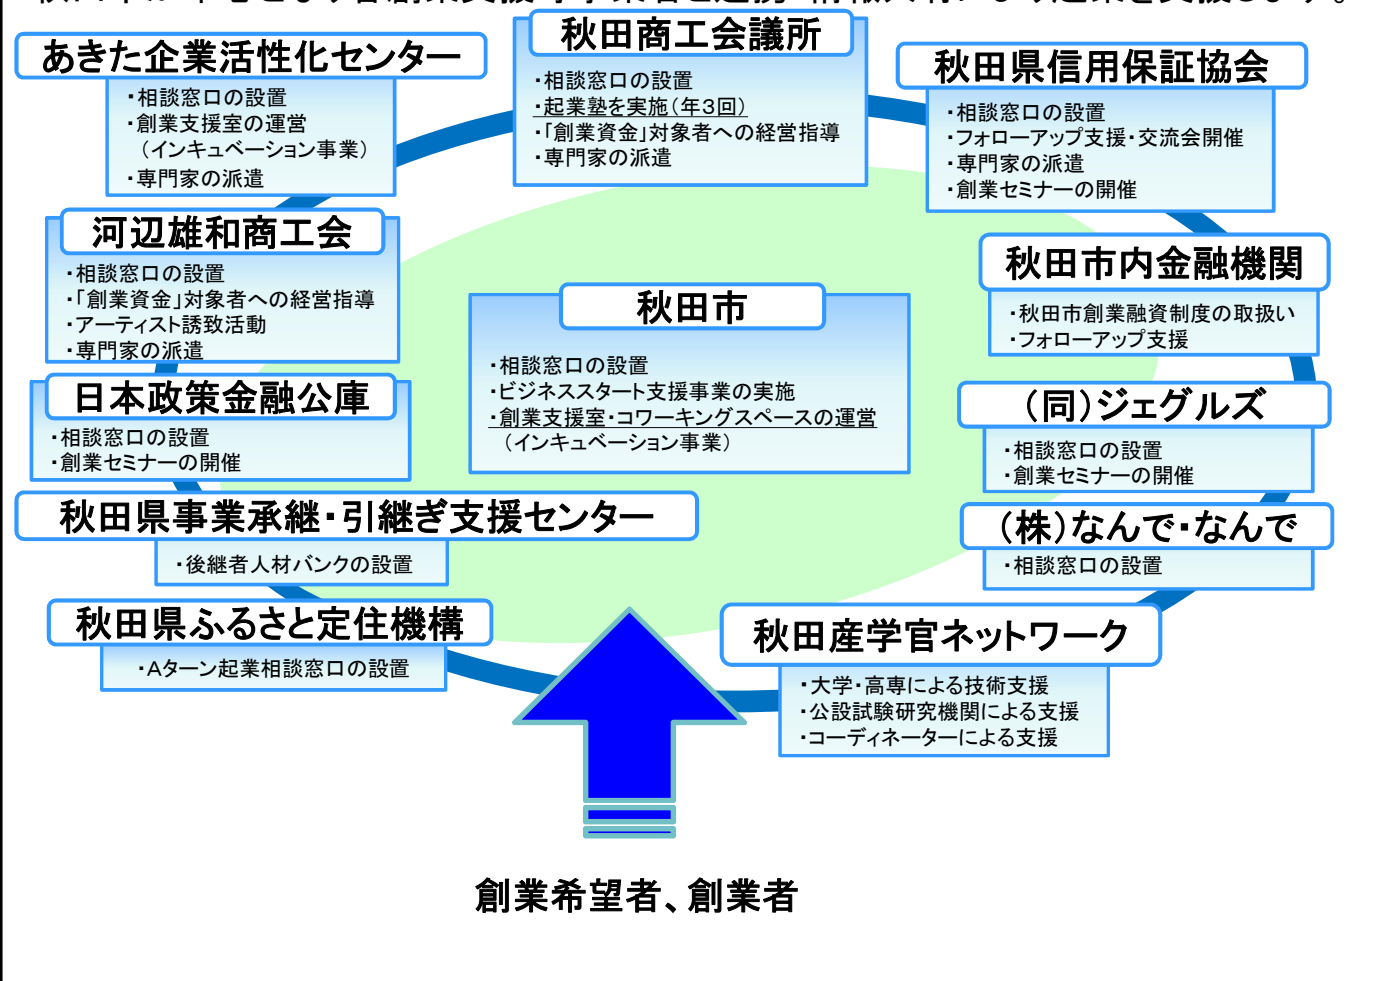 秋田商工会議所
・相談窓口の設置
・起業塾を実施（年３回）
・「創業資金」対象者への経営指導
・専門家の派遣
あきた企業活性化センター
・相談窓口の設置
・創業支援室の運営
（インキュベーション事業）
・専門家の派遣
秋田県信用保証協会
・相談窓口の設置
・フォローアップ支援・交流会開催
・専門家の派遣
・創業セミナーの開催
河辺雄和商工会
・相談窓口の設置
・「創業資金」対象者への経営指導
・アーティスト誘致活動
・専門家の派遣
秋田市
・相談窓口の設置
・ビジネススタート支援事業の実施
・創業支援室・コワーキングスペースの運営
（インキュベーション事業）
秋田市内金融機関
・秋田市創業融資制度の取扱い
・フォローアップ支援
日本政策金融公庫
・相談窓口の設置
・創業セミナーの開催
（同）ジェグルズ
・相談窓口の設置
・創業セミナーの開催
秋田県事業承継・引継ぎ支援センター
・後継者人材バンクの設置
（株）なんで・なんで
・相談窓口の設置
秋田県ふるさと定住機構
・Ａターン起業相談窓口の設置
秋田産学官ネットワーク
・大学・高専による技術支援
・公設試験研究機関による支援
・コーディネーターによる支援
創業希望者、創業者